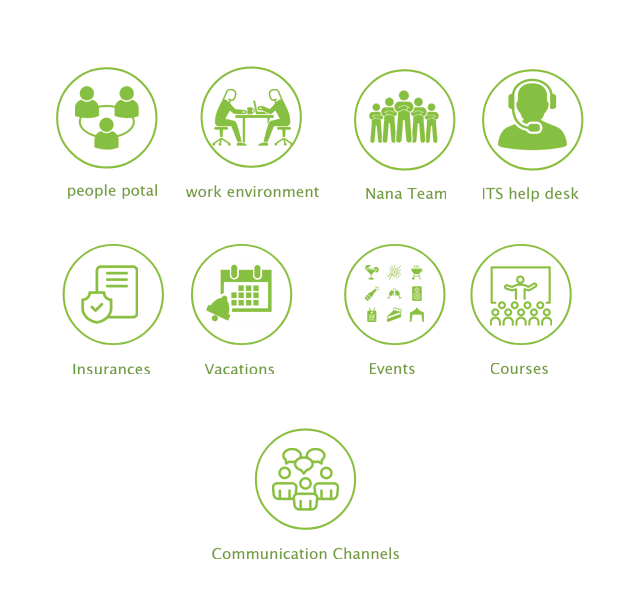 people potal
work environment
Nana Team
ITS help desk
Insurances
Vacations
Events
Courses
Communication Channels